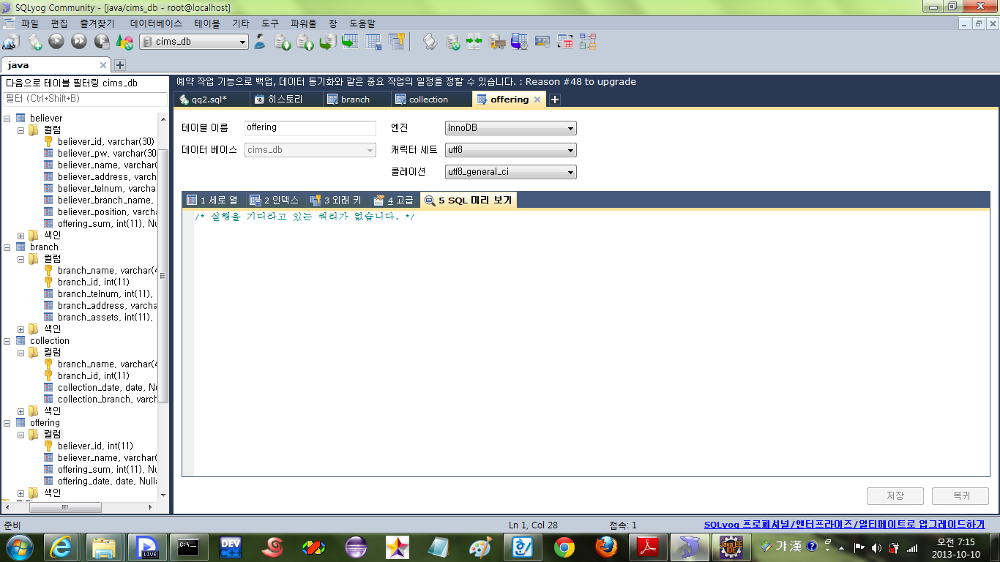 SQLyog Community - [java/cims_db - root@localhost]
파일 편집 즐겨찾기 데이터베이스 테이블 기타 도구 파워툴 창 도움말
cims_db
java
다음으로 테이블 필터링 cims_db
필터 (Ctrl+Shift+B)
believer
컬럼
believer_id, varchar(30)
believer_pw, varchar(30
believer_name, varchar(
believer_address, varch
believer_telnum, varcha
believer_branch_name,
believer_position, varcha
offering_sum, int(11), Nu
색인
branch
컬럼
branch_name, varchar(4
branch_id, int(11)
branch_telnum, int(11),
branch_address, varcha
branch_assets, int(11),
색인
collection
컬럼
branch_name, varchar(4
branch_id, int(11)
collection_date, date, Nu
collection_branch, varch
색인
offering
컬럼
believer_id, int(11)
believer_name, varchar(
offering_sum, int(11), Nu
offering_date, date, Nulla
색인
예약 작업 기능으로 백업, 데이터 동기화와 같은 중요 작업의 일정을 정할 수 있습니다. : Reason #48 to upgrade
qq2.sql* 히스토리 branch collection offering
테이블 이름 offering 엔진 InnoDB
데이터 베이스 cims_db 캐릭터 세트 utf8
콜레이션 utf8_general_ci
1 세로 열 2 인덱스 3 외래 키 4 고급 5 SQL 미리 보기
/* 실행을 기다리고 있는 쿼리가 없습니다. */
저장 복귀
준비 Ln 1, Col 28 접속: 1 SQLyog 프로페셔널/엔터프라이즈/얼티메이트로 업그레이드하기
LIVE
C:\
DEV
C++
Java EE
IDE
가 漢
오전 7:15
2013-10-10